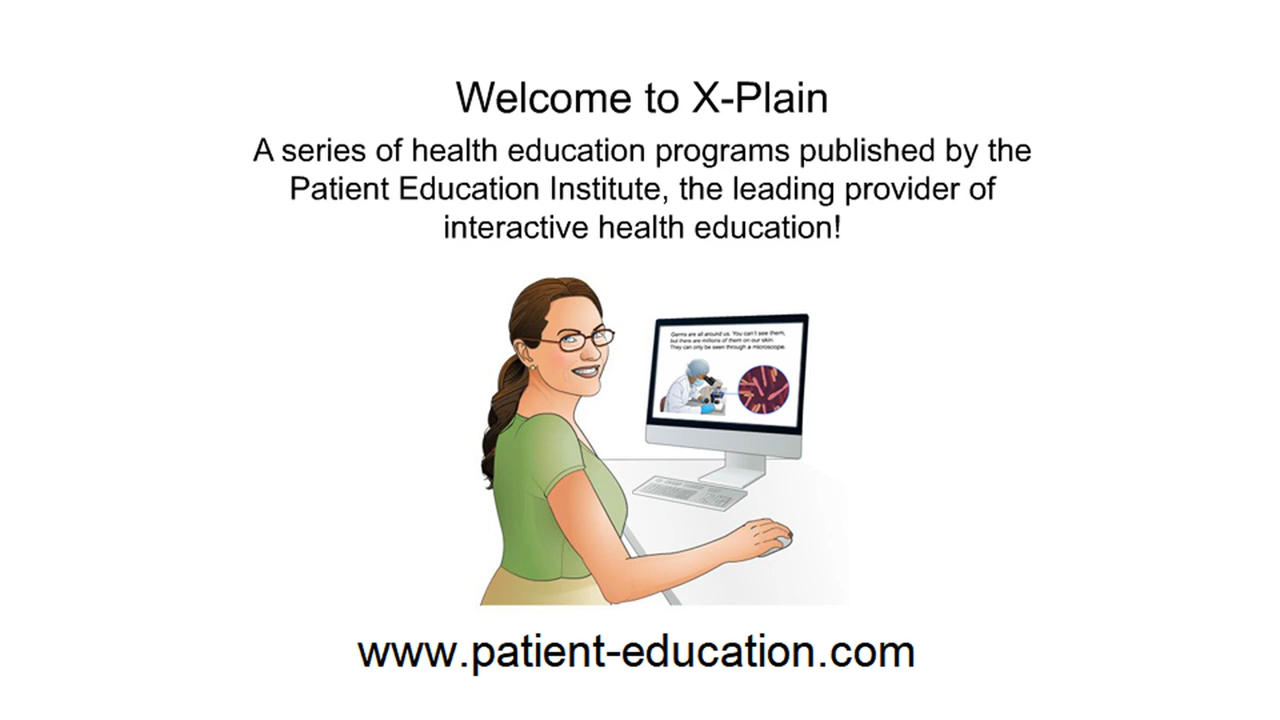 Welcome to X-Plain
A series of health education programs published by the
Patient Education Institute, the leading provider of
interactive health education!
Germs are all around us. You can't see them,
but there are millions of them on our skin.
They can only be seen through a microscope.
www.patient-education.com